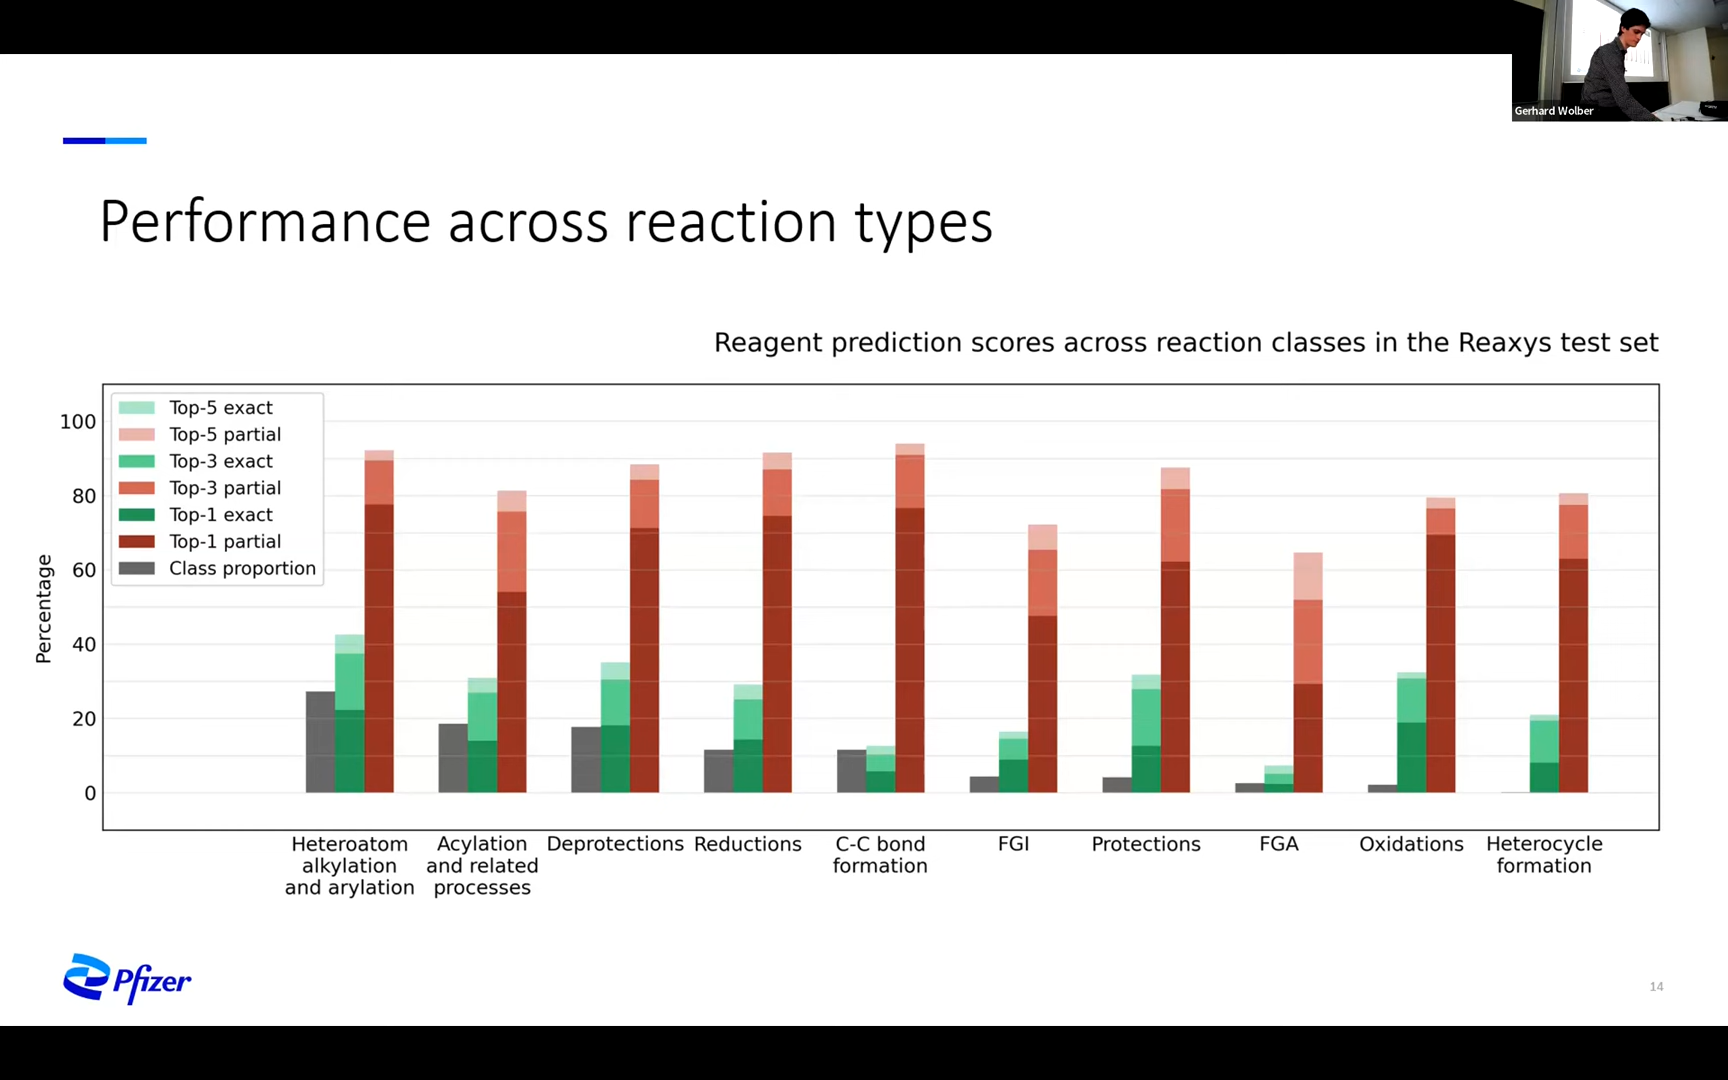 Gerhard Wolber
Performance across reaction types
Reagent prediction scores across reaction classes in the Reaxys test set
Top-5 exact
Top-5 partial
Top-3 exact
Top-3 partial
Top-1 exact
Top-1 partial
Class proportion
Percentage
100
80
60
40
20
0
Heteroatom
alkylation
and arylation
Acylation
and related
processes
Deprotections
Reductions
C-C bond
formation
FGI
Protections
FGA
Oxidations
Heterocycle
formation
Pfizer
14